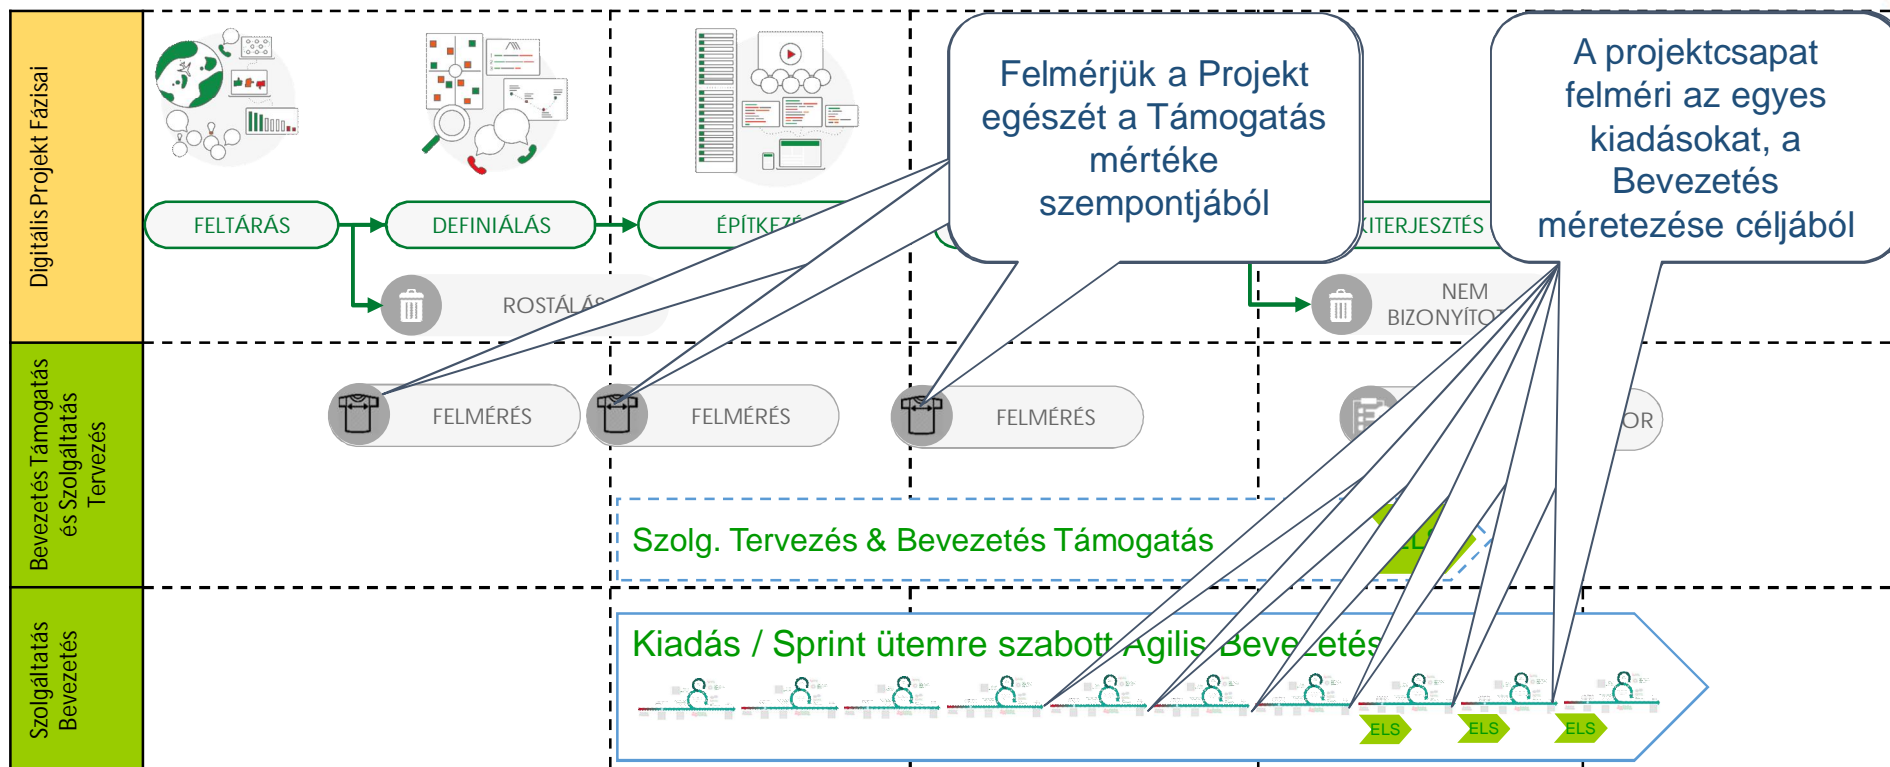 Digitális Projekt Fázisai
FELTÁRÁS
DEFINIÁLÁS
ROSTÁLÁS
Felmérjük a Projekt
egészét a Támogatás
mértéke
szempontjából
KITERJESZTÉS
NEM
A projektcsapat
felméri az egyes
kiadásokat, a
Bevezetés
méretezése céljából
Bevezetés Támogatás
és Szolgáltatás
Tervezés
FELMÉRÉS
FELMÉRÉS
FELMÉRÉS
OR
Szolg. Tervezés & Bevezetés Támogatás
ELS
Szolgáltatás
Bevezetés
Kiadás / Sprint ütemre szabott Agilis Bevezetés
ELS
ELS
ELS